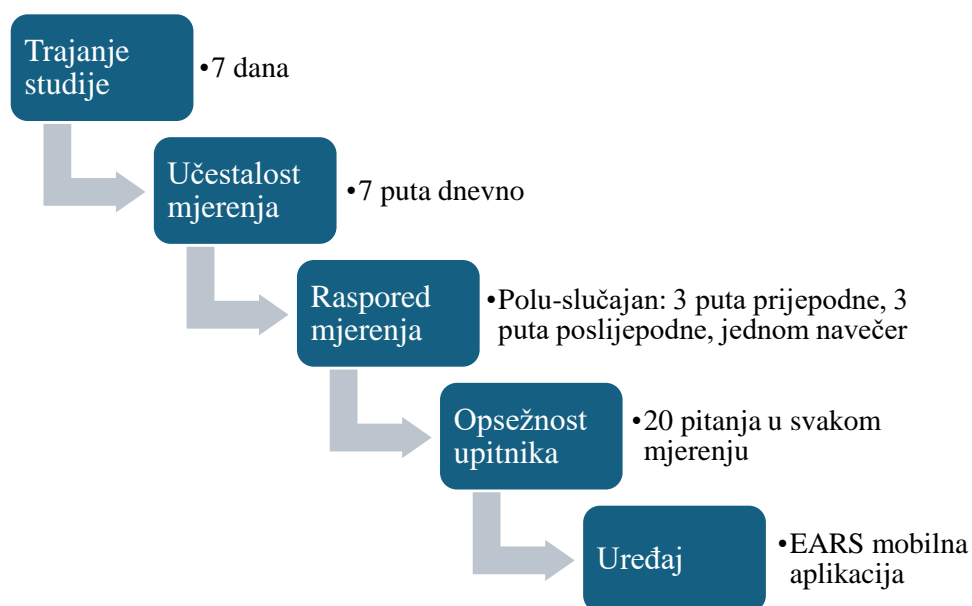 Trajanje
studije
•7 dana
Učestalost
mjerenja
•7 puta dnevno
Raspored
mjerenja
•Polu-slučajan: 3 puta prijepodne, 3
puta poslijepodne, jednom navečer
Opsežnost
upitnika
•20 pitanja u svakom
mjerenju
Uređaj
•EARS mobilna
aplikacija